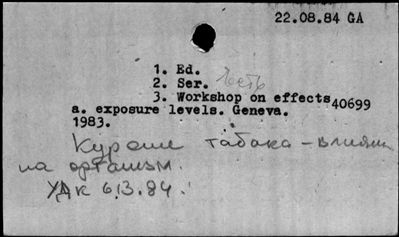 22.08.84 GA
1. Ed.
2. Ser. Есть
3. Workshop on effects
40699
a. exposure levels. Geneva.
1983.
Курение табака - влияние
на организм.
УДК 613.84.